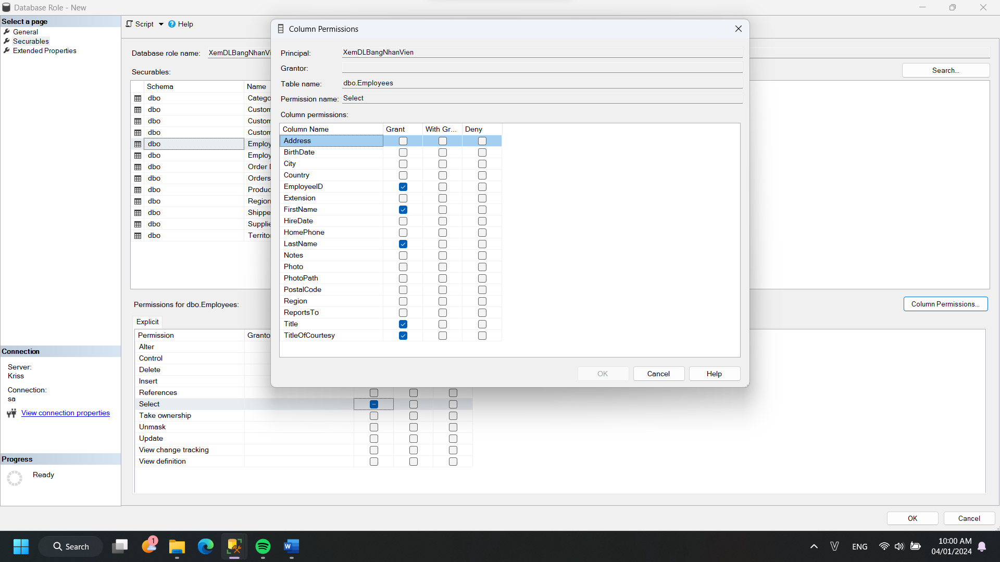 Database Role - New
Select a page
General
Securables
Extended Properties
Script
Help
Database role name: XemDLBangNhanVi
Securables:
Search...
Schema Name
dbo Catego
dbo Custom
dbo Custom
dbo Custom
dbo Employ
dbo Employ
dbo Order D
dbo Orders
dbo Produc
dbo Region
dbo Shippe
dbo Supplie
dbo Territor
Permissions for dbo.Employees:
Column Permissions...
Explicit
Permission Granto
Alter
Control
Delete
Insert
References
Select
Take ownership
Unmask
Update
View change tracking
View definition
Column Permissions
Principal: XemDLBangNhanVien
Grantor:
Table name: dbo.Employees
Permission name: Select
Column permissions:
Column Name Grant With Gr... Deny
Address
BirthDate
City
Country
EmployeeID
Extension
FirstName
HireDate
HomePhone
LastName
Notes
Photo
PhotoPath
PostalCode
Region
ReportsTo
Title
TitleOfCourtesy
OK Cancel Help
Connection
Server:
Kriss
Connection:
sa
View connection properties
Progress
Ready
OK Cancel
Search
1
ENG
10:00 AM
04/01/2024